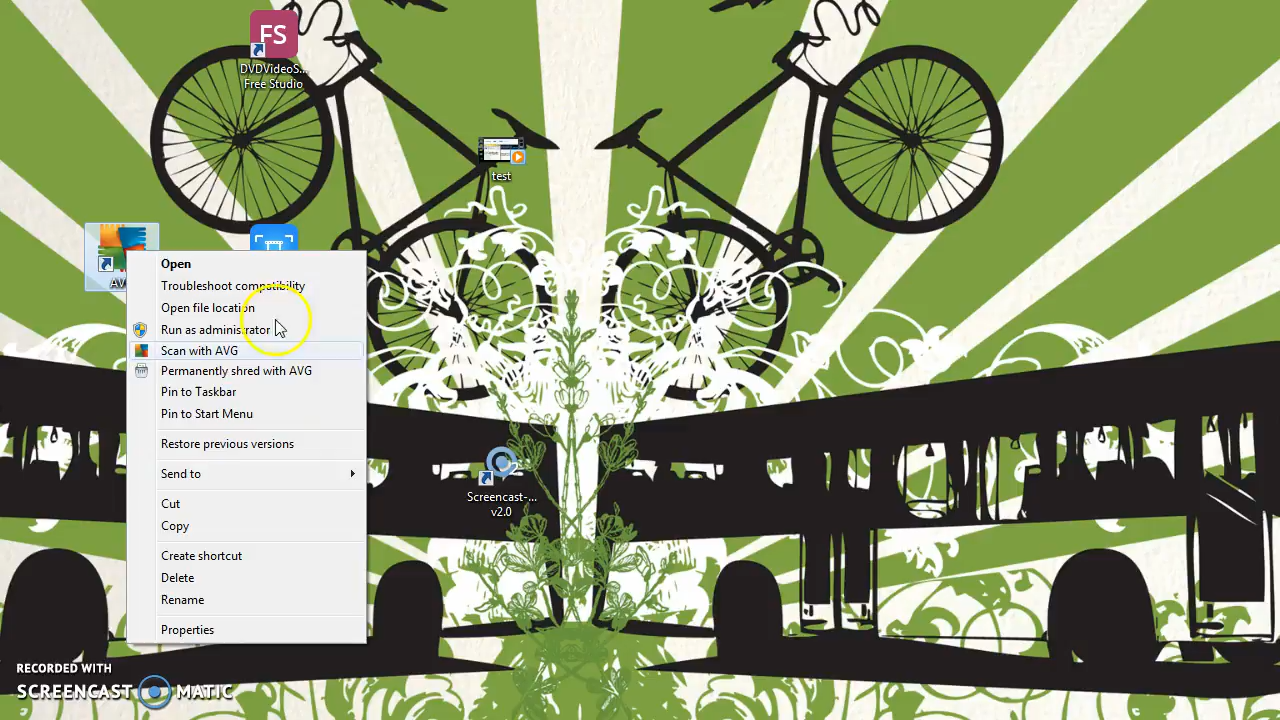 FS
DVDVideoS...
Free Studio
test
AV
Open
Troubleshoot compatibility
Open file location
Run as administrator
Scan with AVG
Permanently shred with AVG
Pin to Taskbar
Pin to Start Menu
Restore previous versions
Send to
Cut
Copy
Create shortcut
Delete
Rename
Properties
2
Screencast-...
v2.0
RECORDED WITH
SCREENCAST MATIC